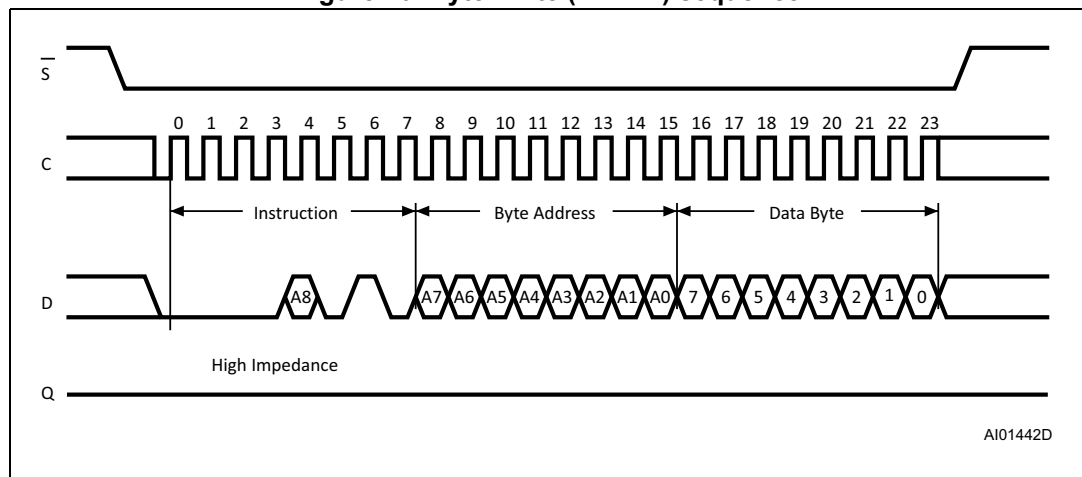 S
0 1 2 3 4 5 6 7 8 9 10 11 12 13 14 15 16 17 18 19 20 21 22 23
C
Instruction Byte Address Data Byte
D A8 A7 A6 A5 A4 A3 A2 A1 A0 7 6 5 4 3 2 1 0
High Impedance
Q
AI01442D